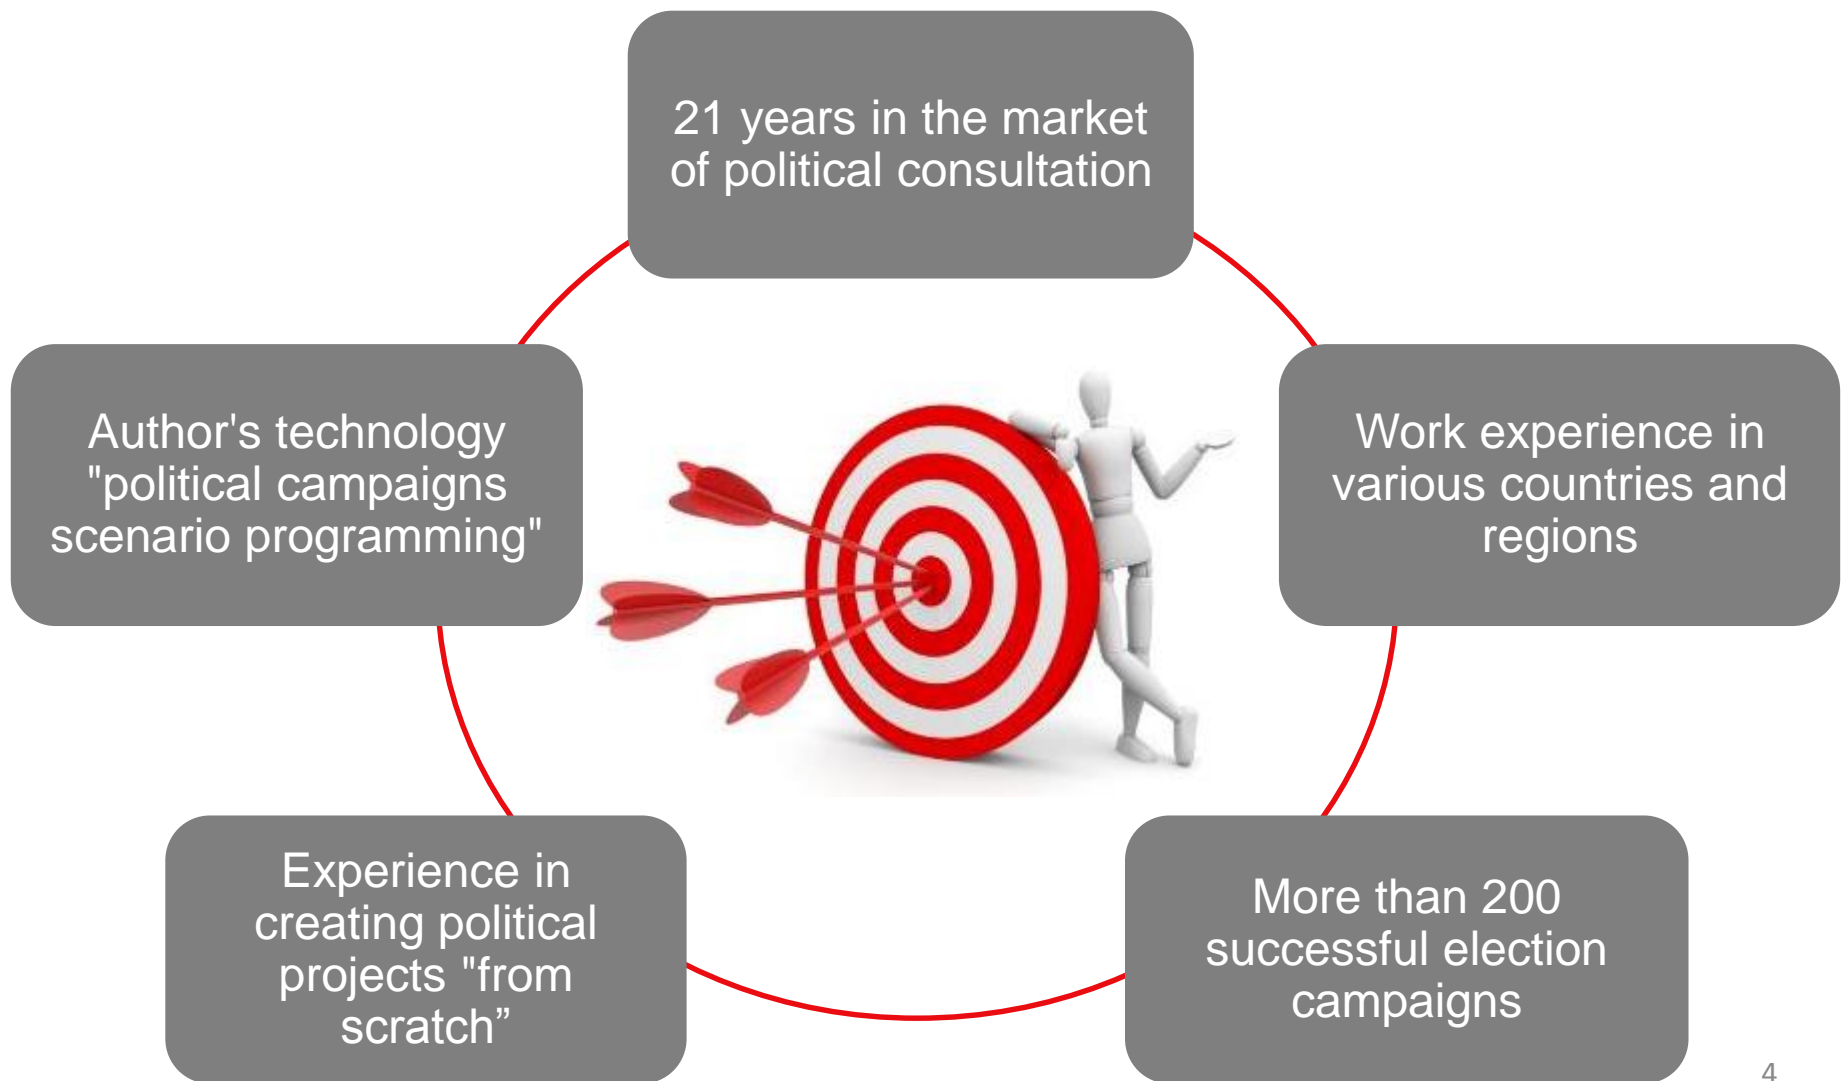 21 years in the market
of political consultation
Work experience in
various countries and
regions
More than 200
successful election
campaigns
Experience in
creating political
projects "from
scratch”
Author's technology
"political campaigns
scenario programming"
4